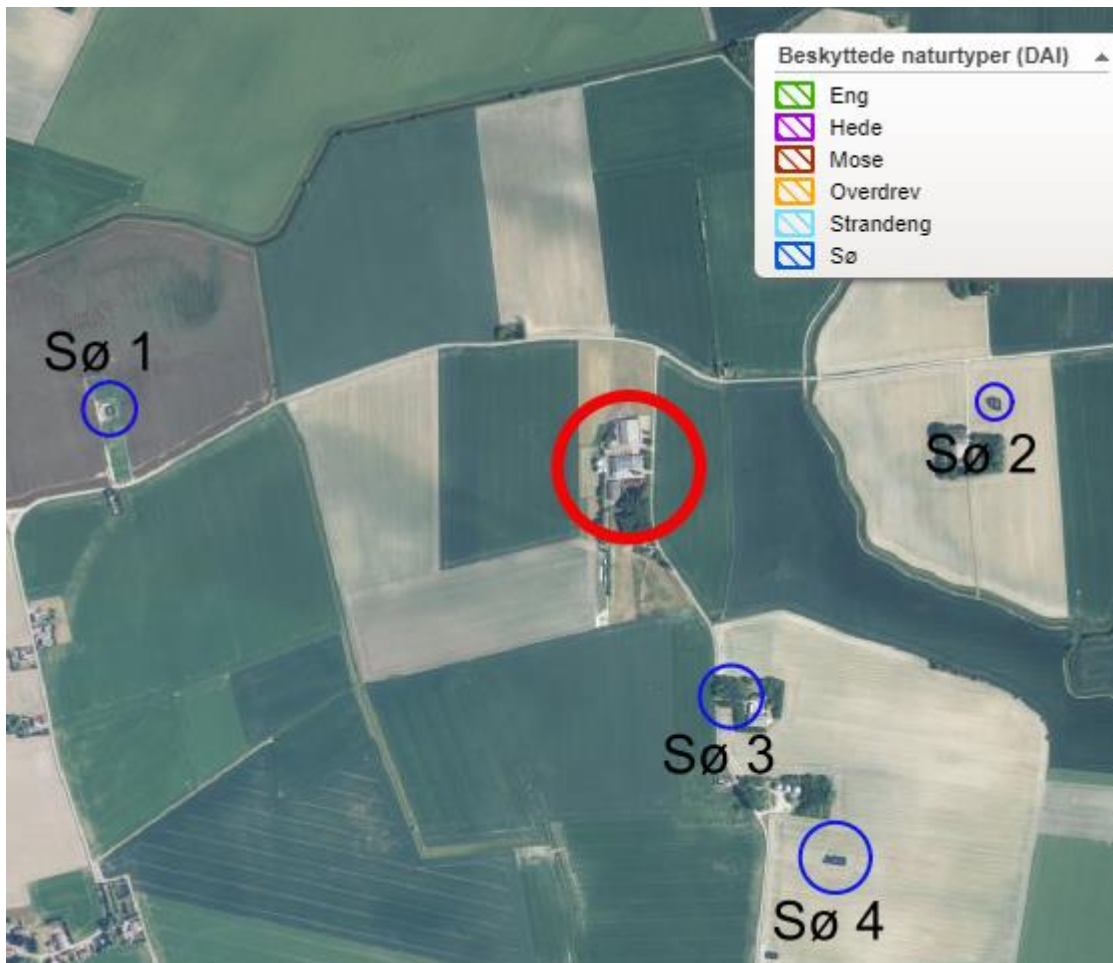 Beskyttede naturtyper (DAI)
Eng
Hede
Mose
Overdrev
Strandeng
Sø
Sø 1
Sø 2
Sø 3
Sø 4